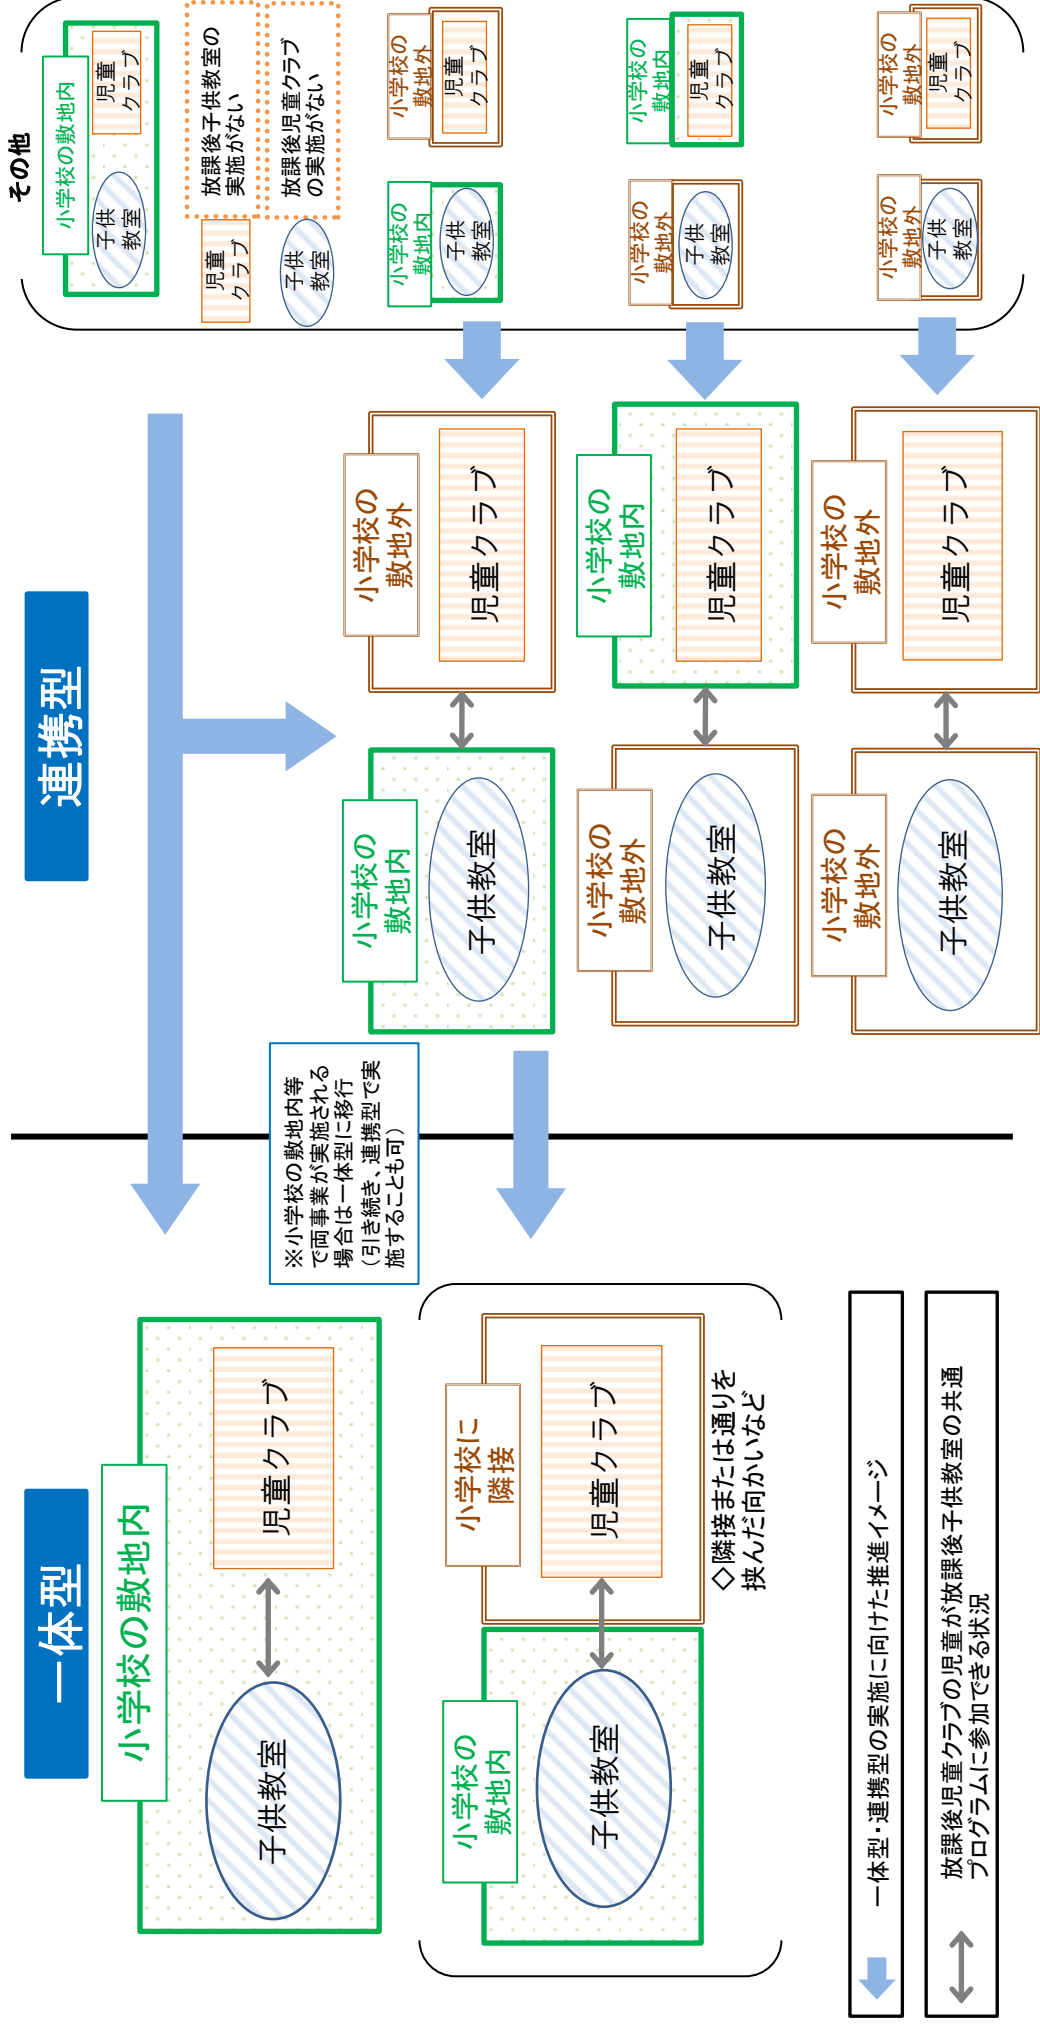 一体型
小学校の敷地内
子供教室
児童クラブ
小学校の
敷地内
子供教室
小学校に
隣接
児童クラブ
◇隣接または通りを
挟んだ向かいなど
一体型・連携型の実施に向けた推進イメージ
放課後児童クラブの児童が放課後子供教室の共通
プログラムに参加できる状況
※小学校の敷地内等
で両事業が実施される
場合は一体型に移行
（引き続き、連携型で実
施することも可）
連携型
小学校の
敷地内
子供教室
小学校の
敷地外
児童クラブ
小学校の
敷地外
子供教室
小学校の
敷地内
児童クラブ
小学校の
敷地外
子供教室
小学校の
敷地外
児童クラブ
その他
小学校の敷地内
子供
教室
児童
クラブ
児童
クラブ
放課後子供教室の
実施がない
子供
教室
放課後児童クラブ
の実施がない
小学校の
敷地内
子供
教室
小学校の
敷地外
児童
クラブ
小学校の
敷地外
子供
教室
小学校の
敷地内
児童
クラブ
小学校の
敷地外
子供
教室
小学校の
敷地外
児童
クラブ